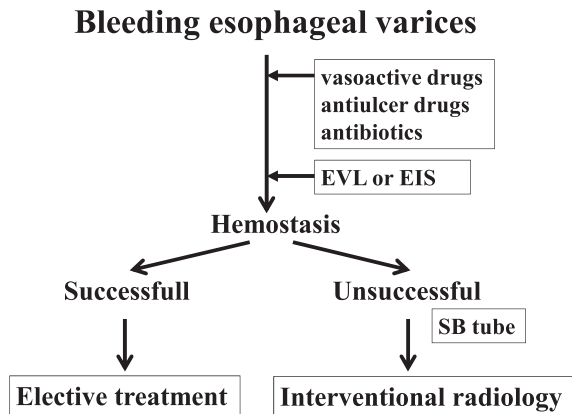 Bleeding esophageal varices
vasoactive drugs
antiulcer drugs
antibiotics
EVL or EIS
Hemostasis
Successfull
Unsuccessful
SB tube
Elective treatment
Interventional radiology